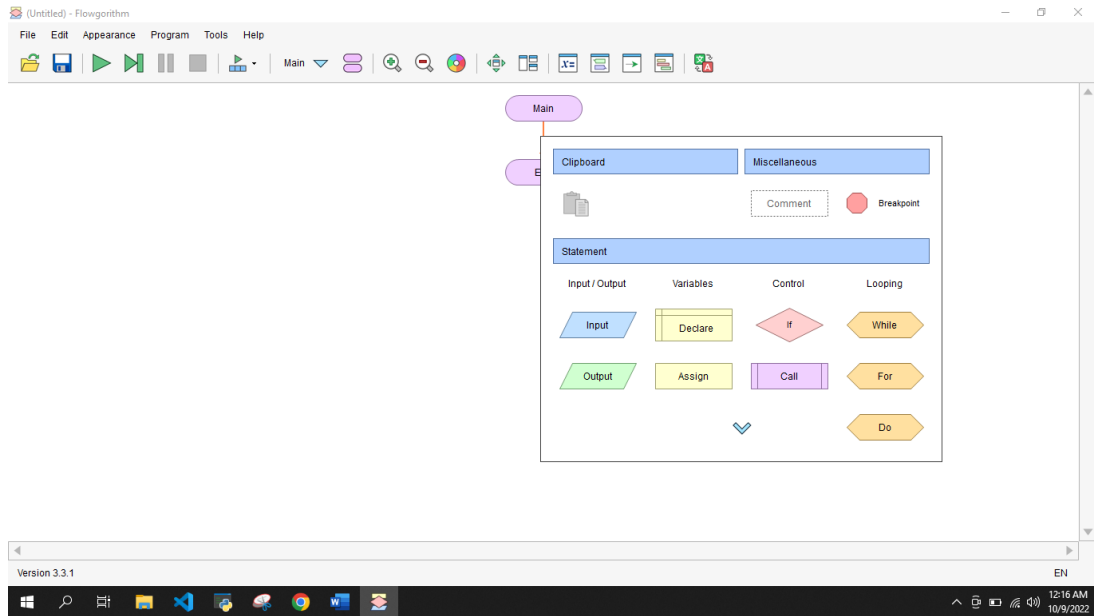 (Untitled) - Flowgorithm
File Edit Appearance Program Tools Help
Main
x=
Main
Clipboard Miscellaneous
Comment Breakpoint
Statement
Input / Output Variables Control Looping
Input Declare If While
Output Assign Call For
Do
Version 3.3.1 EN
12:16 AM
10/9/2022